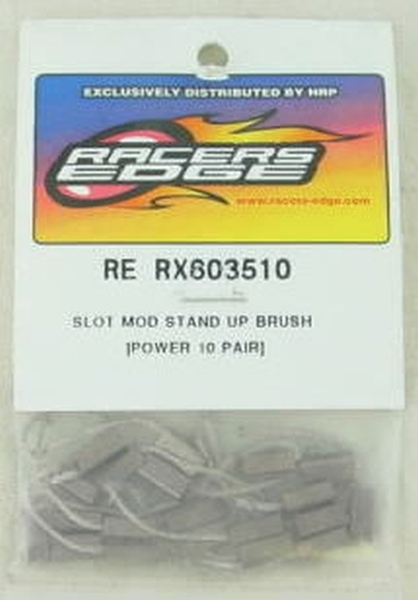 EXCLUSIVELY DISTRIBUTED BY HRP
RACERS
EDGE
www.racers-edge.com
RE RX603510
SLOT MOD STAND UP BRUSH
[POWER 10 PAIR]